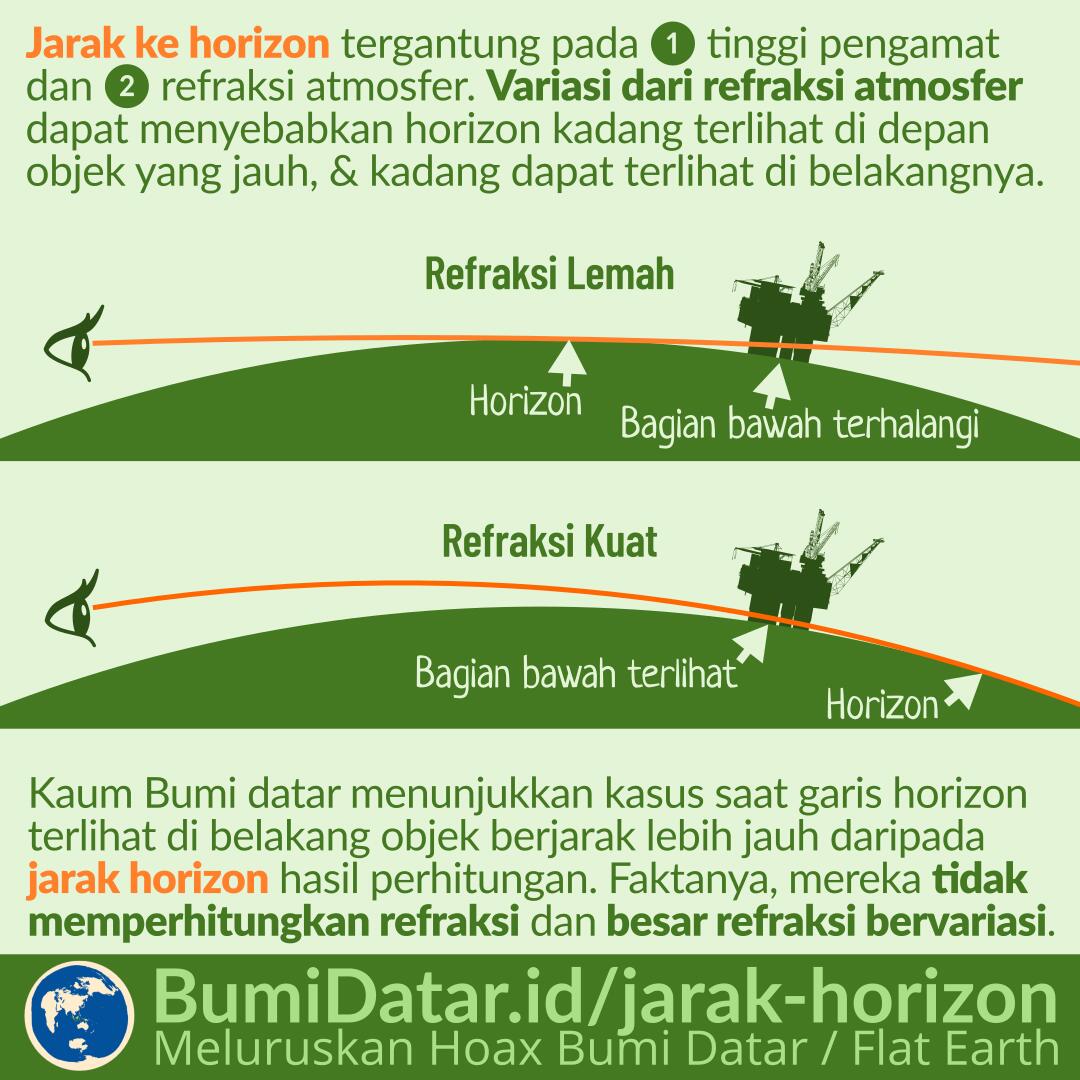 Jarak ke horizon tergantung pada 1 tinggi pengamat
dan 2 refraksi atmosfer. Variasi dari refraksi atmosfer
dapat menyebabkan horizon kadang terlihat di depan
objek yang jauh, & kadang dapat terlihat di belakangnya.
Refraksi Lemah
Horizon
Bagian bawah terhalangi
Refraksi Kuat
Bagian bawah terlihat
Horizon
Kaum Bumi datar menunjukkan kasus saat garis horizon
terlihat di belakang objek berjarak lebih jauh daripada
jarak horizon hasil perhitungan. Faktanya, mereka tidak
memperhitungkan refraksi dan besar refraksi bervariasi.
BumiDatar.id/jarak-horizon
Meluruskan Hoax Bumi Datar / Flat Earth